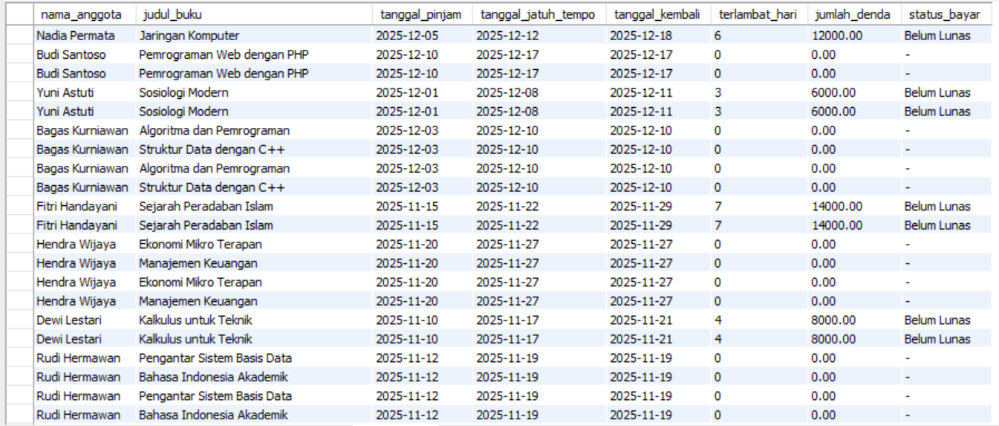 nama_anggota judul_buku tanggal_pinjam tanggal_jatuh_tempo tanggal_kembali terlambat_hari jumlah_denda status_bayar
Nadia Permata Jaringan Komputer 2025-12-05 2025-12-12 2025-12-18 6 12000.00 Belum Lunas
Budi Santoso Pemrograman Web dengan PHP 2025-12-10 2025-12-17 2025-12-17 0 0.00 -
Budi Santoso Pemrograman Web dengan PHP 2025-12-10 2025-12-17 2025-12-17 0 0.00 -
Yuni Astuti Sosiologi Modern 2025-12-01 2025-12-08 2025-12-11 3 6000.00 Belum Lunas
Yuni Astuti Sosiologi Modern 2025-12-01 2025-12-08 2025-12-11 3 6000.00 Belum Lunas
Bagas Kurniawan Algoritma dan Pemrograman 2025-12-03 2025-12-10 2025-12-10 0 0.00 -
Bagas Kurniawan Struktur Data dengan C++ 2025-12-03 2025-12-10 2025-12-10 0 0.00 -
Bagas Kurniawan Algoritma dan Pemrograman 2025-12-03 2025-12-10 2025-12-10 0 0.00 -
Bagas Kurniawan Struktur Data dengan C++ 2025-12-03 2025-12-10 2025-12-10 0 0.00 -
Fitri Handayani Sejarah Peradaban Islam 2025-11-15 2025-11-22 2025-11-29 7 14000.00 Belum Lunas
Fitri Handayani Sejarah Peradaban Islam 2025-11-15 2025-11-22 2025-11-29 7 14000.00 Belum Lunas
Hendra Wijaya Ekonomi Mikro Terapan 2025-11-20 2025-11-27 2025-11-27 0 0.00 -
Hendra Wijaya Manajemen Keuangan 2025-11-20 2025-11-27 2025-11-27 0 0.00 -
Hendra Wijaya Ekonomi Mikro Terapan 2025-11-20 2025-11-27 2025-11-27 0 0.00 -
Hendra Wijaya Manajemen Keuangan 2025-11-20 2025-11-27 2025-11-27 0 0.00 -
Dewi Lestari Kalkulus untuk Teknik 2025-11-10 2025-11-17 2025-11-21 4 8000.00 Belum Lunas
Dewi Lestari Kalkulus untuk Teknik 2025-11-10 2025-11-17 2025-11-21 4 8000.00 Belum Lunas
Rudi Hermawan Pengantar Sistem Basis Data 2025-11-12 2025-11-19 2025-11-19 0 0.00 -
Rudi Hermawan Bahasa Indonesia Akademik 2025-11-12 2025-11-19 2025-11-19 0 0.00 -
Rudi Hermawan Pengantar Sistem Basis Data 2025-11-12 2025-11-19 2025-11-19 0 0.00 -
Rudi Hermawan Bahasa Indonesia Akademik 2025-11-12 2025-11-19 2025-11-19 0 0.00 -